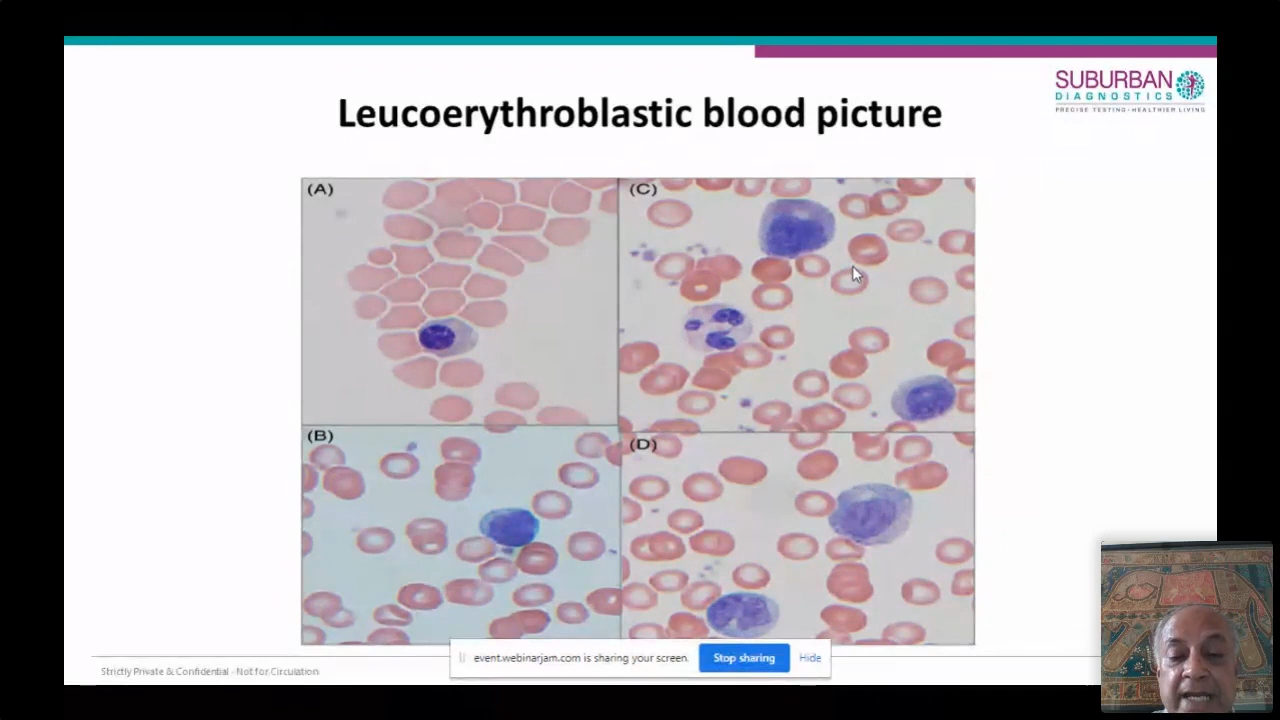 SUBURBAN
DIAGNOSTICS
PRECISE TESTING-HEALTHIER LIVING
Leucoerythroblastic blood picture
(A)
(C)
(B)
(D)
event.webinarjam.com is sharing your screen.
Stop sharing
Hide
Strictly Private & Confidential - Not for Circulation